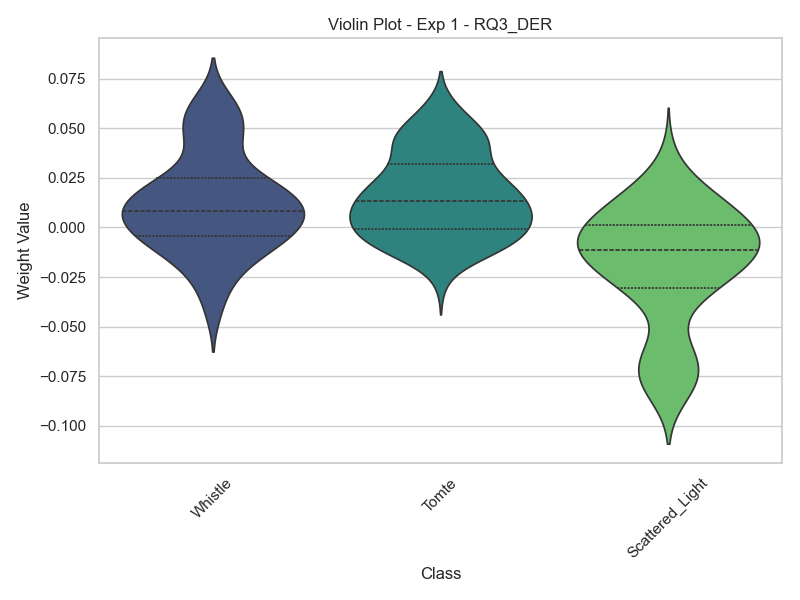 Violin Plot - Exp 1 - RQ3_DER
Weight Value
0.075
0.050
0.025
0.000
−0.025
−0.050
−0.075
−0.100
Whistle
Tomte
Scattered_Light
Class